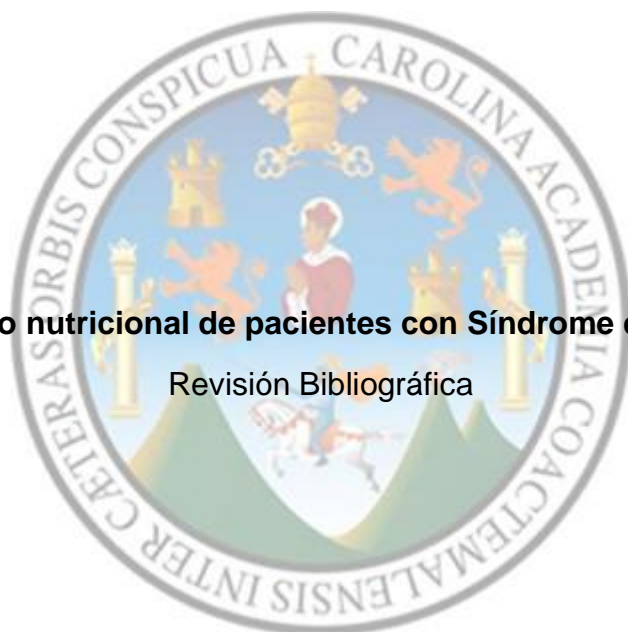 CAROLINA ACADEMIA COACTEMALENSIS INTER CÆTERAS ORBIS CONSPICUA
o nutricional de pacientes con Síndrome
Revisión Bibliográfica